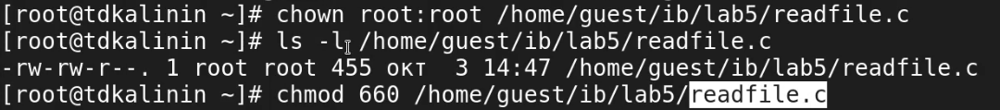 [root@tdkalinin ~]# chown root:root /home/guest/ib/lab5/readfile.c
[root@tdkalinin ~]# ls -l /home/guest/ib/lab5/readfile.c
-rw-rw-r--. 1 root root 455 окт  3 14:47 /home/guest/ib/lab5/readfile.c
[root@tdkalinin ~]# chmod 660 /home/guest/ib/lab5/readfile.c